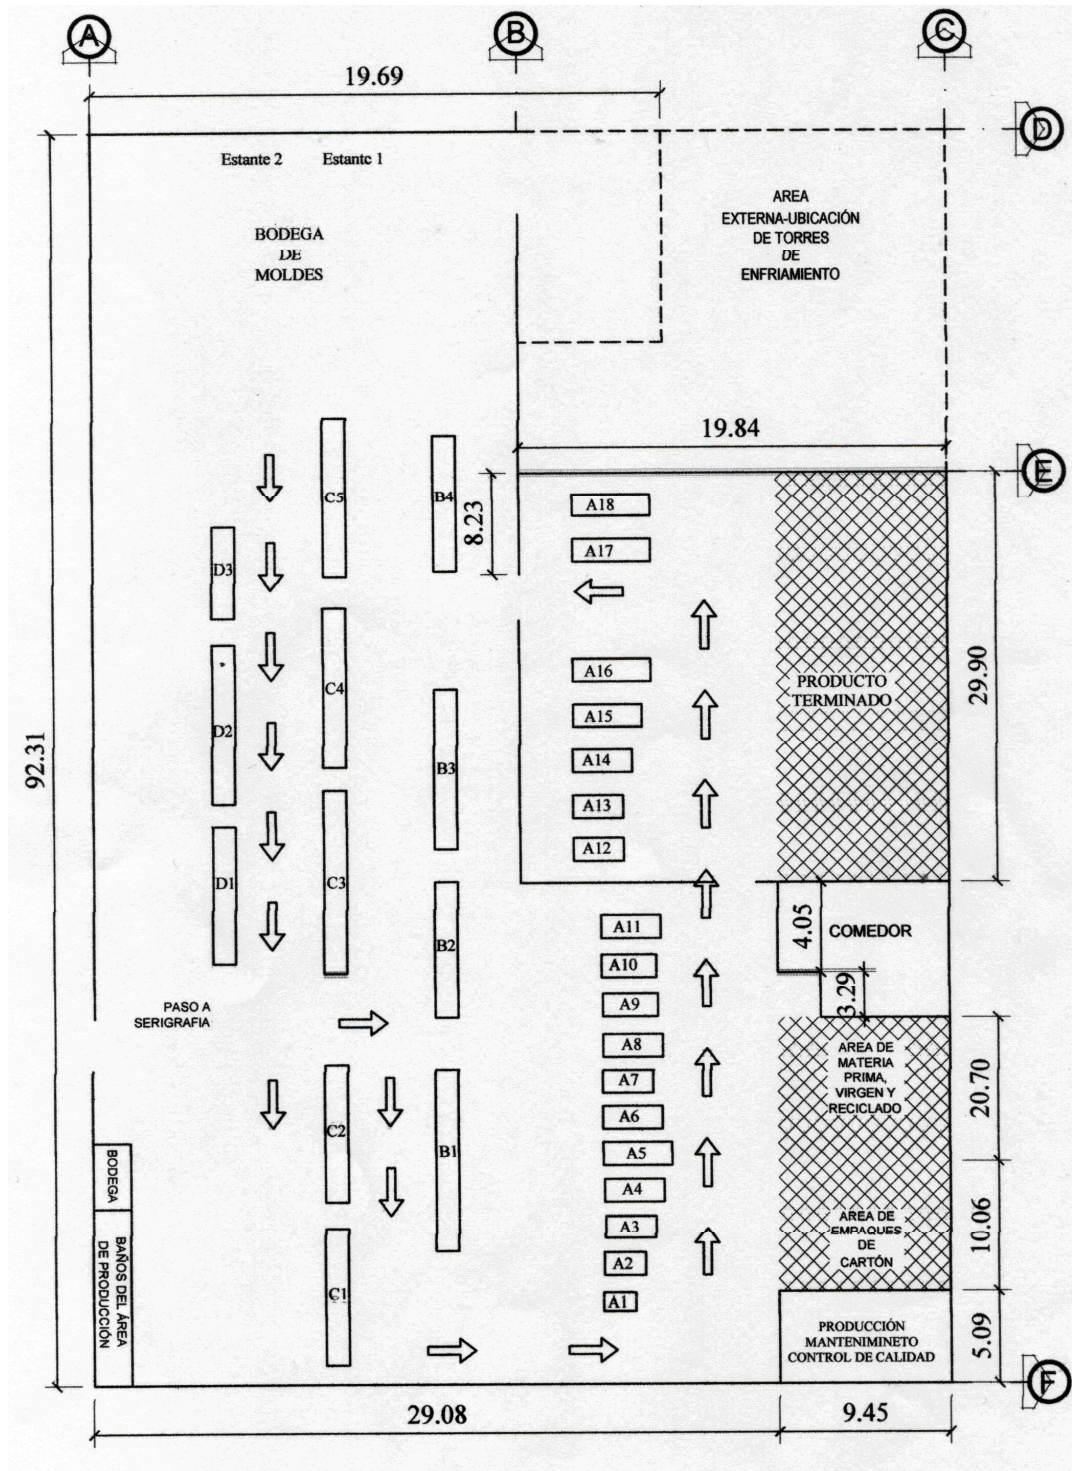 A
B
C
19.69
D
Estante 2
Estante 1
AREA
EXTERNA-UBICACIÓN
DE TORRES
DE
ENFRIAMIENTO
BODEGA
DE
MOLDES
19.84
E
C5
B4
8.23
A18
A17
D3
C4
A16
A15
A14
A13
A12
PRODUCTO
TERMINADO
29.90
D2
B3
92.31
D1
C3
B2
A11
A10
A9
A8
A7
A6
A5
A4
A3
A2
A1
4.05
COMEDOR
3.29
PASO A
SERIGRAFIA
AREA DE
MATERIA
PRIMA,
VIRGEN Y
RECICLADO
20.70
C2
B1
BODEGA
AREA DE
EMPAQUES
DE
CARTÓN
10.06
BAÑOS DEL ÁREA
DE PRODUCCIÓN
C1
PRODUCCIÓN
MANTENIMINETO
CONTROL DE CALIDAD
5.09
F
29.08
9.45